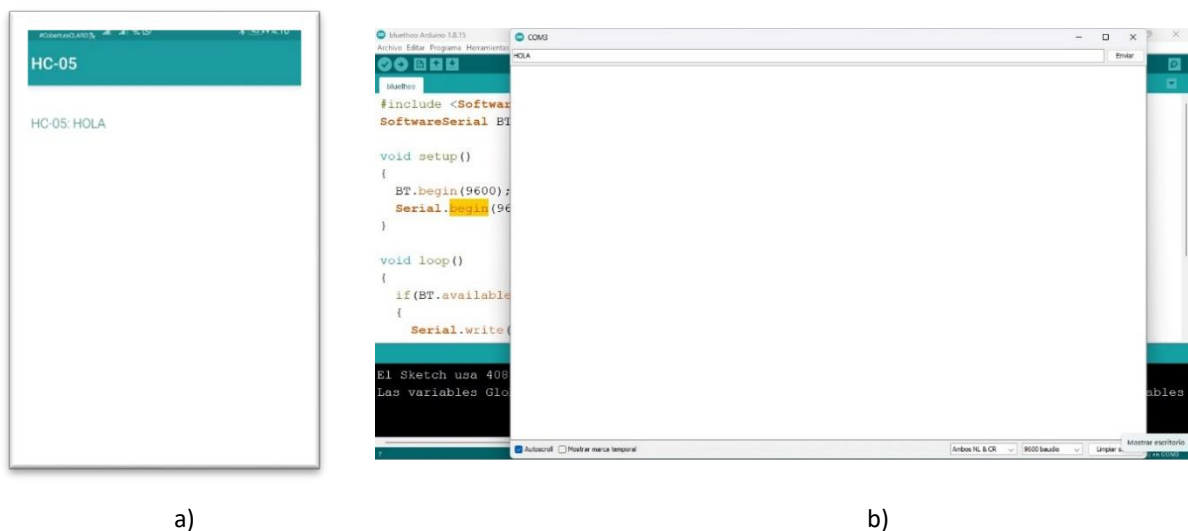 #CoberturaCLARO
HC-05
HC-05: HOLA
bluethoo Arduino 1.8.15
Archivo Editar Programa Herramientas
bluethoo
#include <Softwar
SoftwareSerial BT
void setup()
{
BT.begin(9600);
Serial.begin(96
}
void loop()
{
if(BT.available
{
Serial.write(
El Sketch usa 408
Las variables Glo
ables
COM3
HOLA
Enviar
Autoscroll
Mostrar marca temporal
Ambos NL & CR
9600 baudio
Limpiar
Mostrar escritorio
en COM3
a)
b)